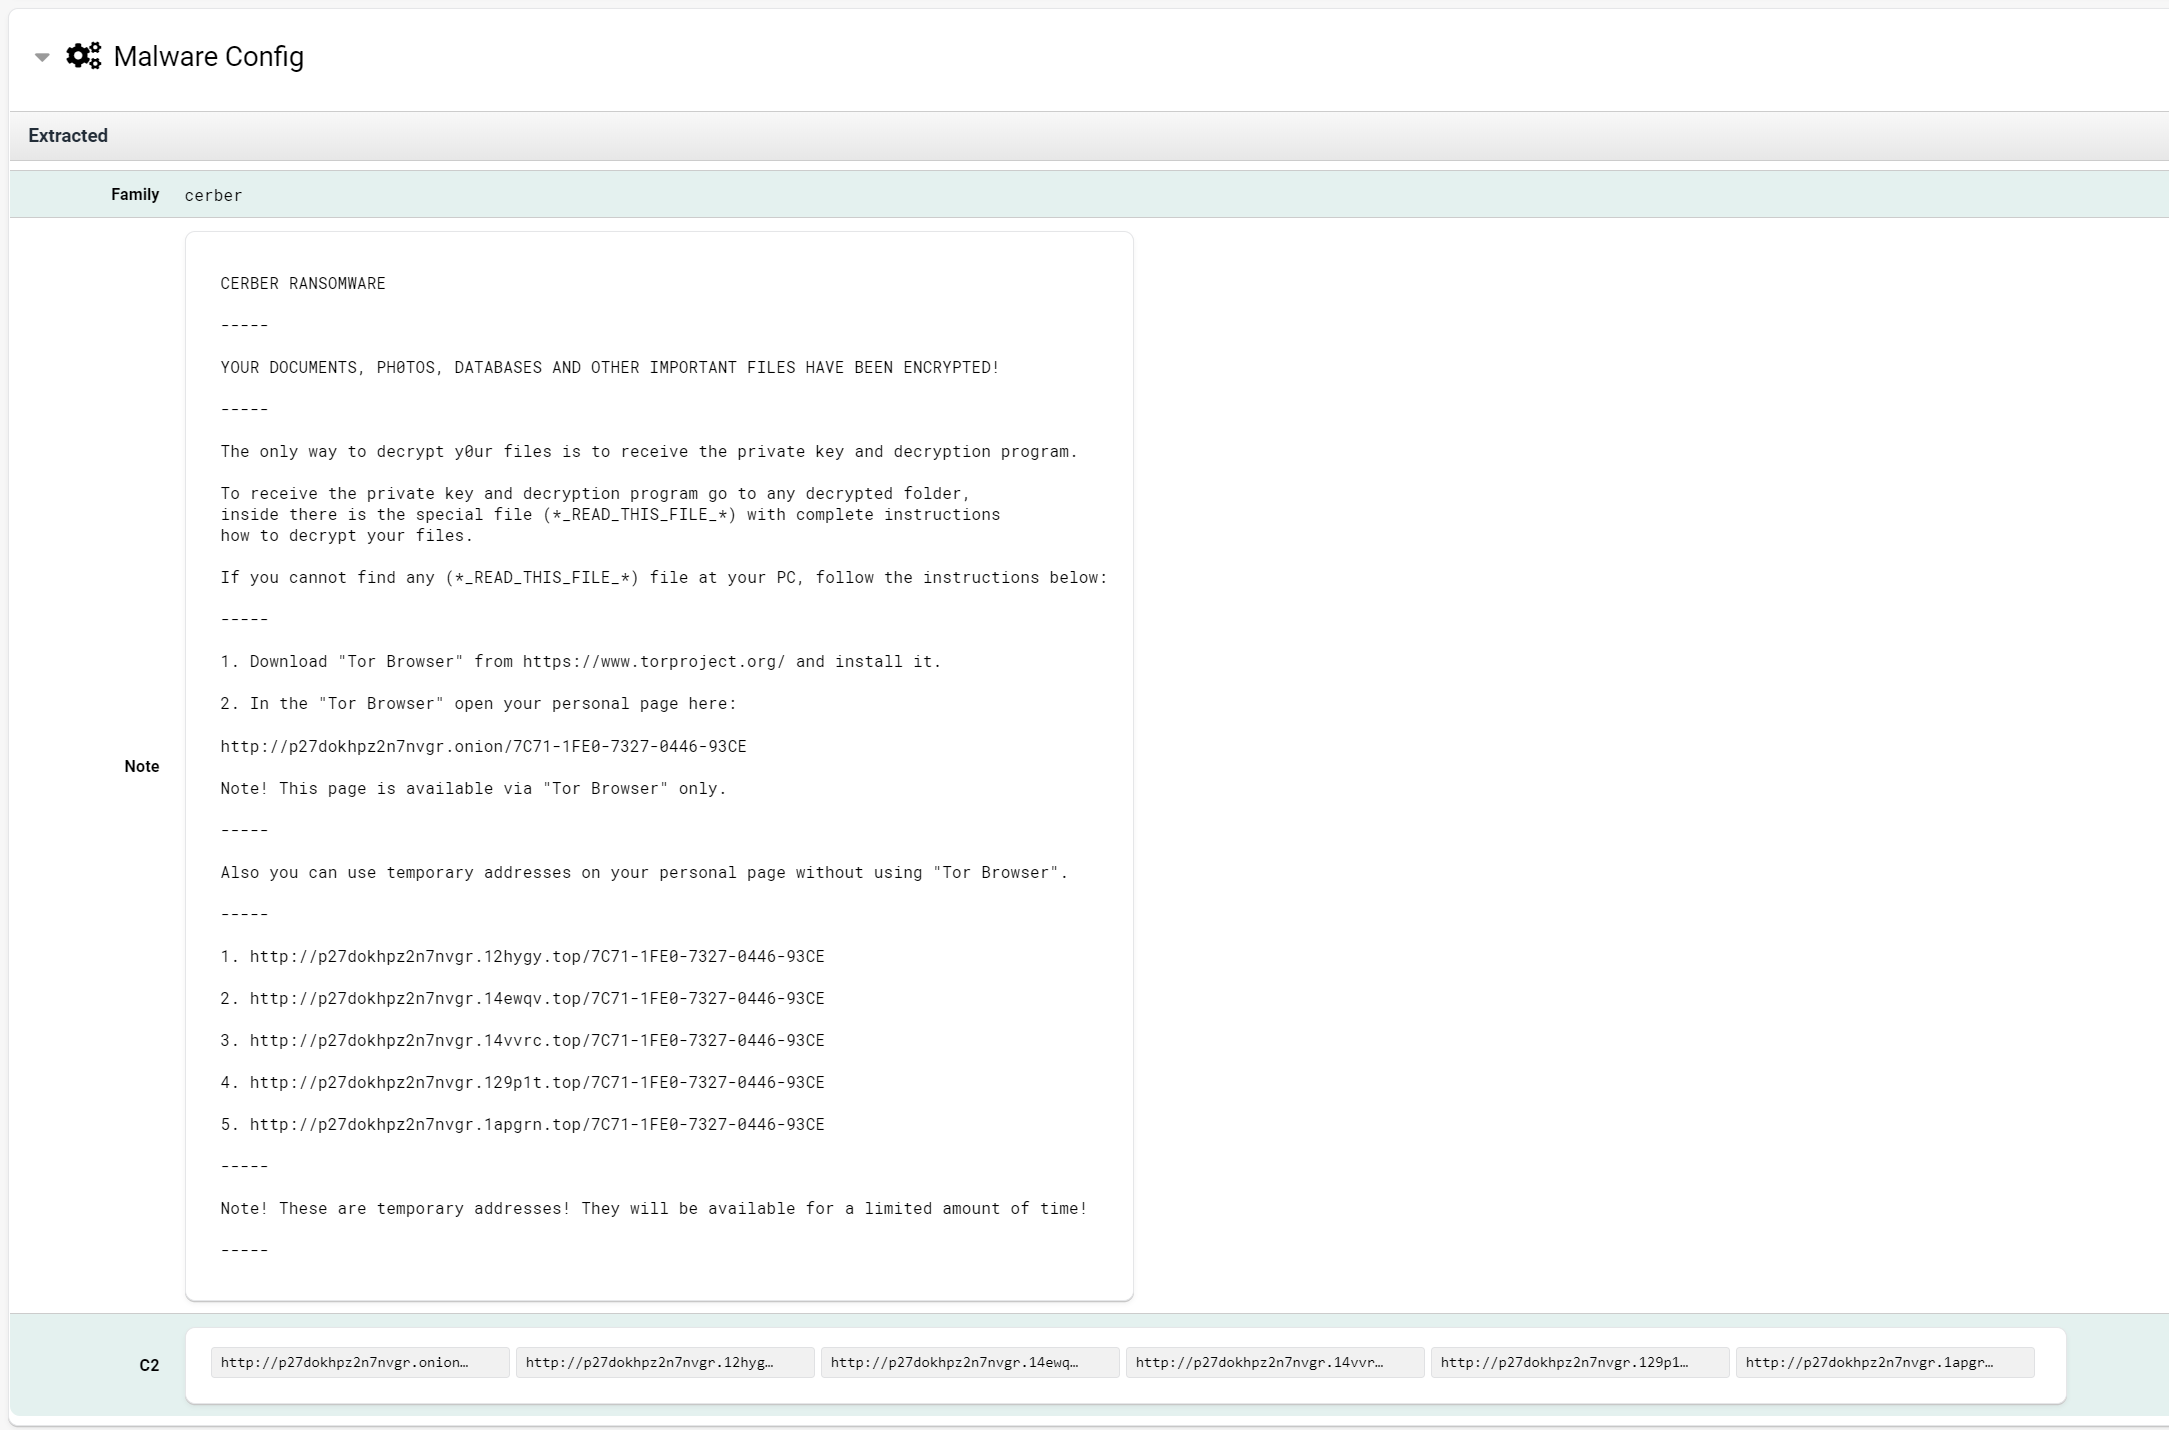 Malware Config
Extracted
Family cerber
Note
CERBER RANSOMWARE
-----
YOUR DOCUMENTS, PH0TOS, DATABASES AND OTHER IMPORTANT FILES HAVE BEEN ENCRYPTED!
-----
The only way to decrypt y0ur files is to receive the private key and decryption program.
To receive the private key and decryption program go to any decrypted folder,
inside there is the special file (*_READ_THIS_FILE_*) with complete instructions
how to decrypt your files.
If you cannot find any (*_READ_THIS_FILE_*) file at your PC, follow the instructions below:
-----
1. Download "Tor Browser" from https://www.torproject.org/ and install it.
2. In the "Tor Browser" open your personal page here:
http://p27dokhpz2n7nvgr.onion/7C71-1FE0-7327-0446-93CE
Note! This page is available via "Tor Browser" only.
-----
Also you can use temporary addresses on your personal page without using "Tor Browser".
-----
1. http://p27dokhpz2n7nvgr.12hygy.top/7C71-1FE0-7327-0446-93CE
2. http://p27dokhpz2n7nvgr.14ewqv.top/7C71-1FE0-7327-0446-93CE
3. http://p27dokhpz2n7nvgr.14vvrc.top/7C71-1FE0-7327-0446-93CE
4. http://p27dokhpz2n7nvgr.129p1t.top/7C71-1FE0-7327-0446-93CE
5. http://p27dokhpz2n7nvgr.1apgrn.top/7C71-1FE0-7327-0446-93CE
-----
Note! These are temporary addresses! They will be available for a limited amount of time!
-----
C2 http://p27dokhpz2n7nvgr.onion… http://p27dokhpz2n7nvgr.12hyg… http://p27dokhpz2n7nvgr.14ewq… http://p27dokhpz2n7nvgr.14vvr… http://p27dokhpz2n7nvgr.129p1… http://p27dokhpz2n7nvgr.1apgr…